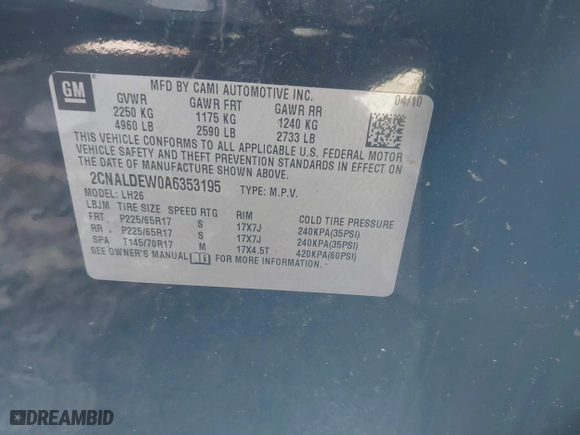 GM
MFD BY CAMI AUTOMOTIVE INC.
04/10
GVWR GAWR FRT GAWR RR
2250 KG 1175 KG 1240 KG
4960 LB 2590 LB 2733 LB
THIS VEHICLE CONFORMS TO ALL APPLICABLE U.S. FEDERAL MOTOR
VEHICLE SAFETY AND THEFT PREVENTION STANDARDS IN EFFECT ON
THE DATE OF MANUFACTURE SHOWN ABOVE.
2CNALDEW0A6353195 TYPE: M.P.V.
MODEL: LH26
LBJM TIRE SIZE SPEED RTG RIM COLD TIRE PRESSURE
FRT P225/65R17 S 17X7J 240KPA(35PSI)
RR P225/65R17 S 17X7J 240KPA(35PSI)
SPA T145/70R17 M 17X4.5T 420KPA(60PSI)
SEE OWNER'S MANUAL FOR MORE INFORMATION.
DREAMBID